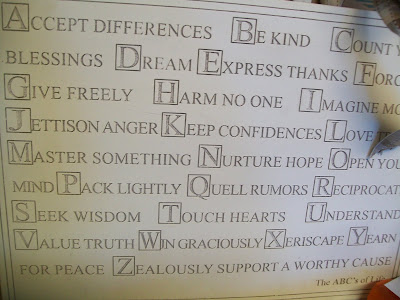 ACCEPT DIFFERENCES BE KIND COUNT
BLESSINGS DREAM EXPRESS THANKS
GIVE FREELY HARM NO ONE IMAGINE
JETTISON ANGER KEEP CONFIDENCES LOVE
MASTER SOMETHING NURTURE HOPE OPEN YOU
MIND PACK LIGHTLY QUELL RUMORS RECIPROCAT
SEEK WISDOM TOUCH HEARTS UNDERSTAND
VALUE TRUTH WIN GRACIOUSLY XERISCAPE YEARN
FOR PEACE ZEALOUSLY SUPPORT A WORTHY CAUSE
The ABC's of Life